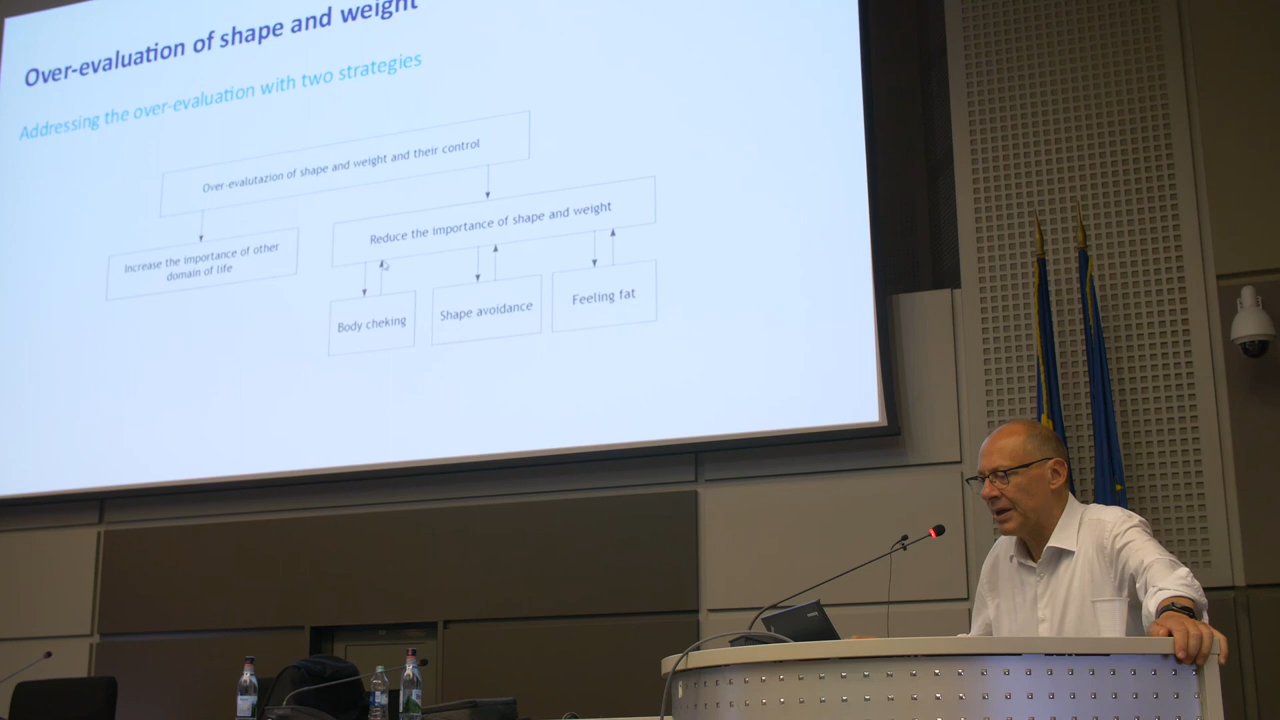 Over-evaluation of shape and weight
Addressing the over-evaluation with two strategies
Over-evalutazion of shape and weight and their control
Reduce the importance of shape and weight
Increase the importance of other
domain of life
Body cheking
Shape avoidance
Feeling fat